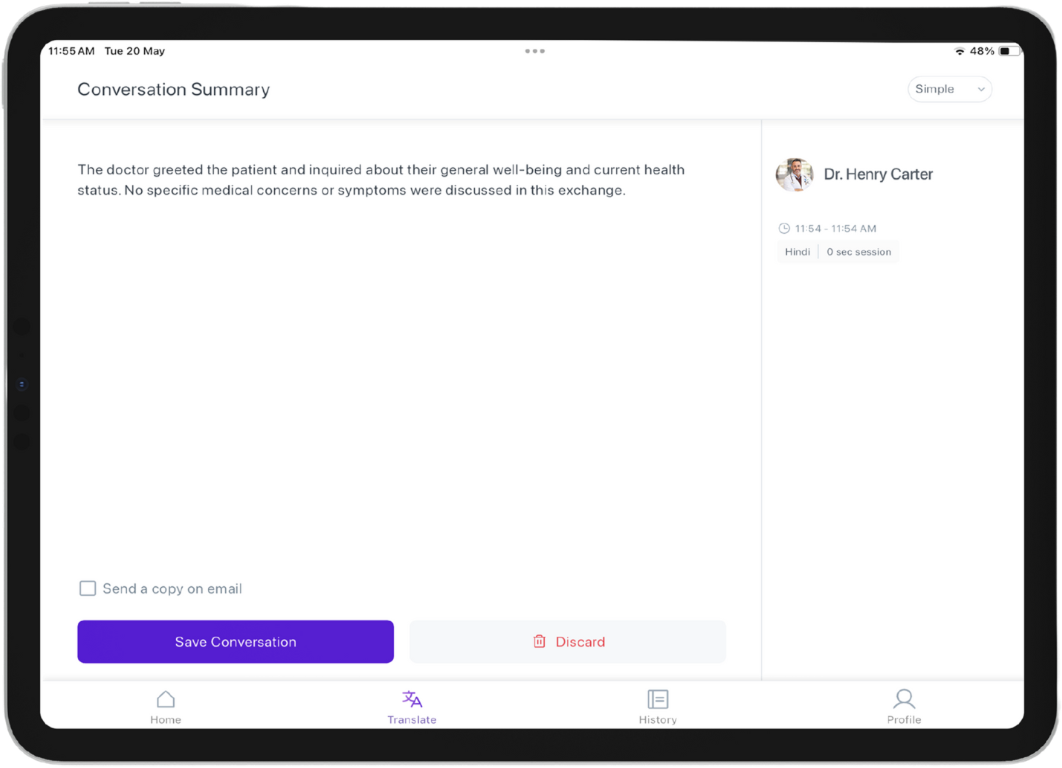 11:55 AM Tue 20 May
48%
Conversation Summary
Simple
The doctor greeted the patient and inquired about their general well-being and current health
status. No specific medical concerns or symptoms were discussed in this exchange.
Dr. Henry Carter
11:54 - 11:54 AM
Hindi 0 sec session
Send a copy on email
Save Conversation
Discard
文A
Home
Translate
History
Profile